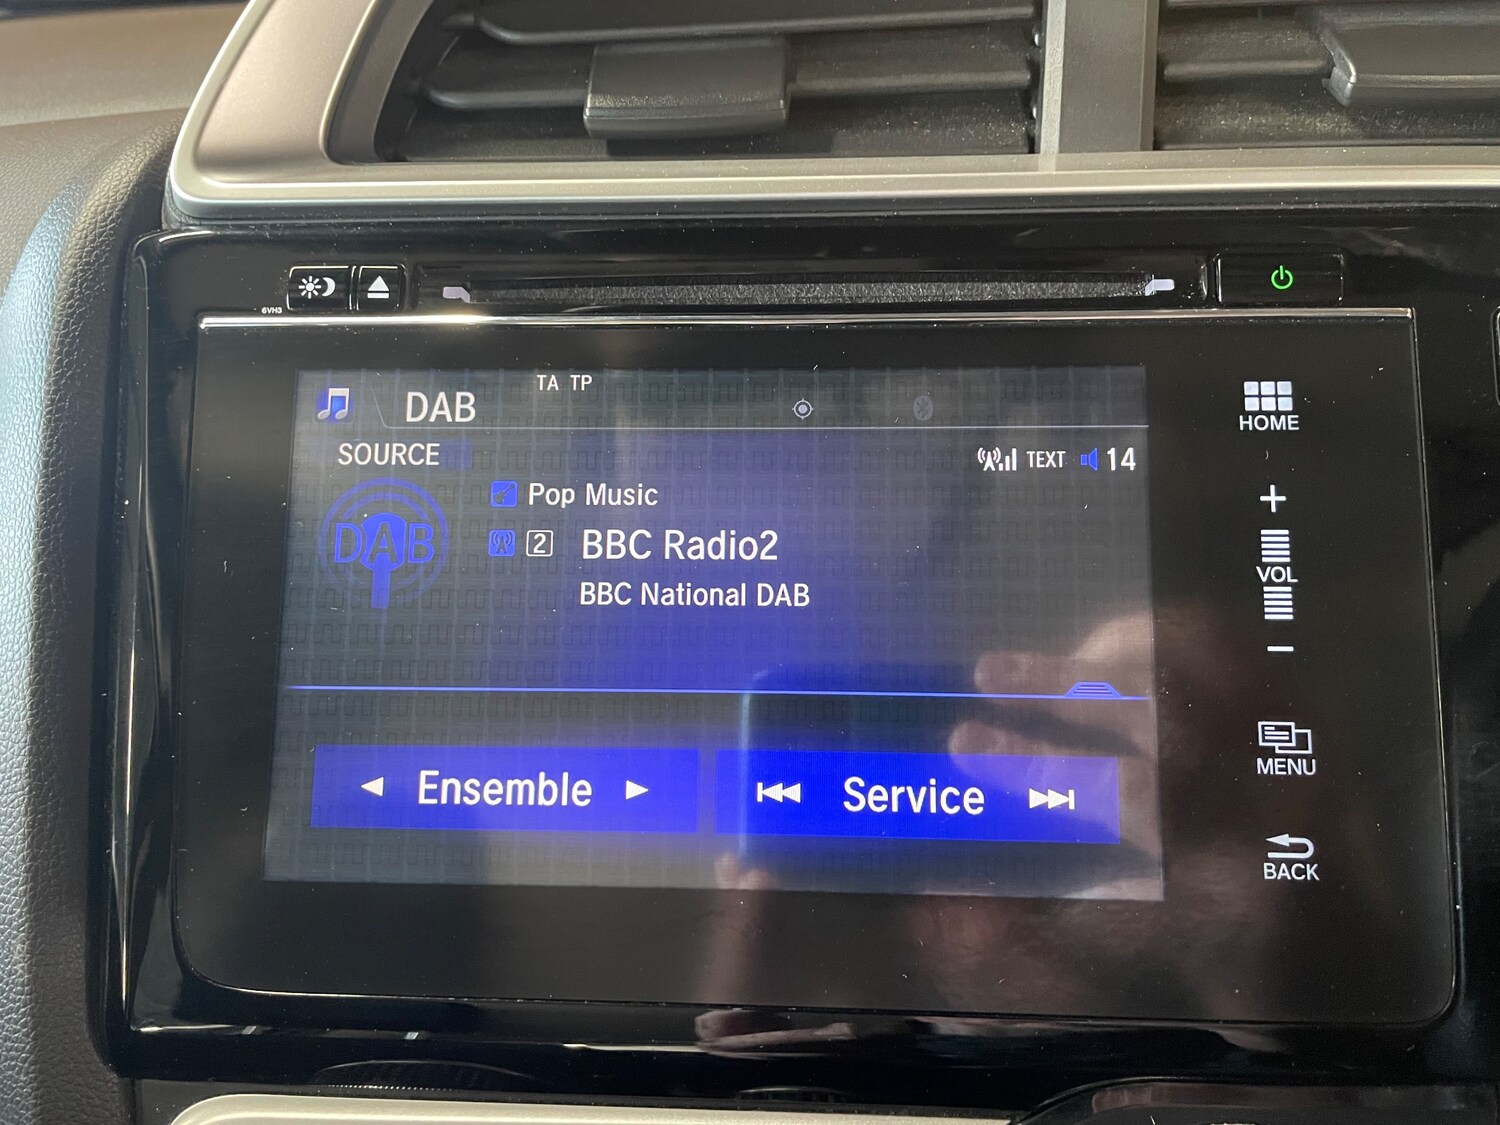 6VH3
TA TP
DAB
SOURCE
TEXT 14
DAB
Pop Music
2 BBC Radio2
BBC National DAB
Ensemble
Service
HOME
+
VOL
−
MENU
BACK